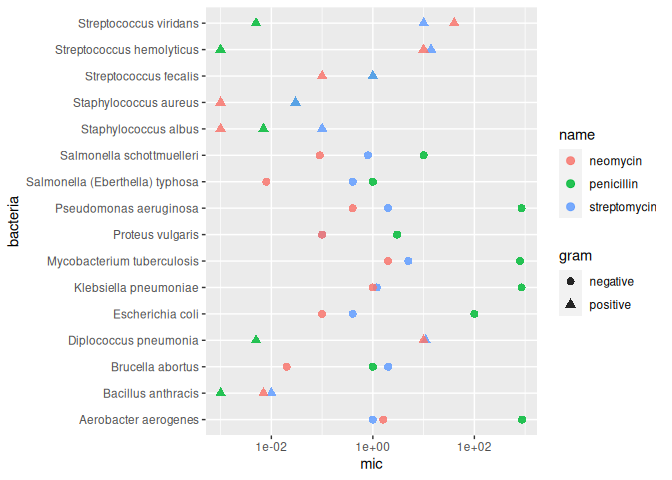 Streptococcus viridans
Streptococcus hemolyticus
Streptococcus fecalis
Staphylococcus aureus
Staphylococcus albus
Salmonella schottmuelleri
Salmonella (Eberthella) typhosa
Pseudomonas aeruginosa
Proteus vulgaris
Mycobacterium tuberculosis
Klebsiella pneumoniae
Escherichia coli
Diplococcus pneumonia
Brucella abortus
Bacillus anthracis
Aerobacter aerogenes
bacteria
1e-02 1e+00 1e+02
mic
name
neomycin
penicillin
streptomycin
gram
negative
positive